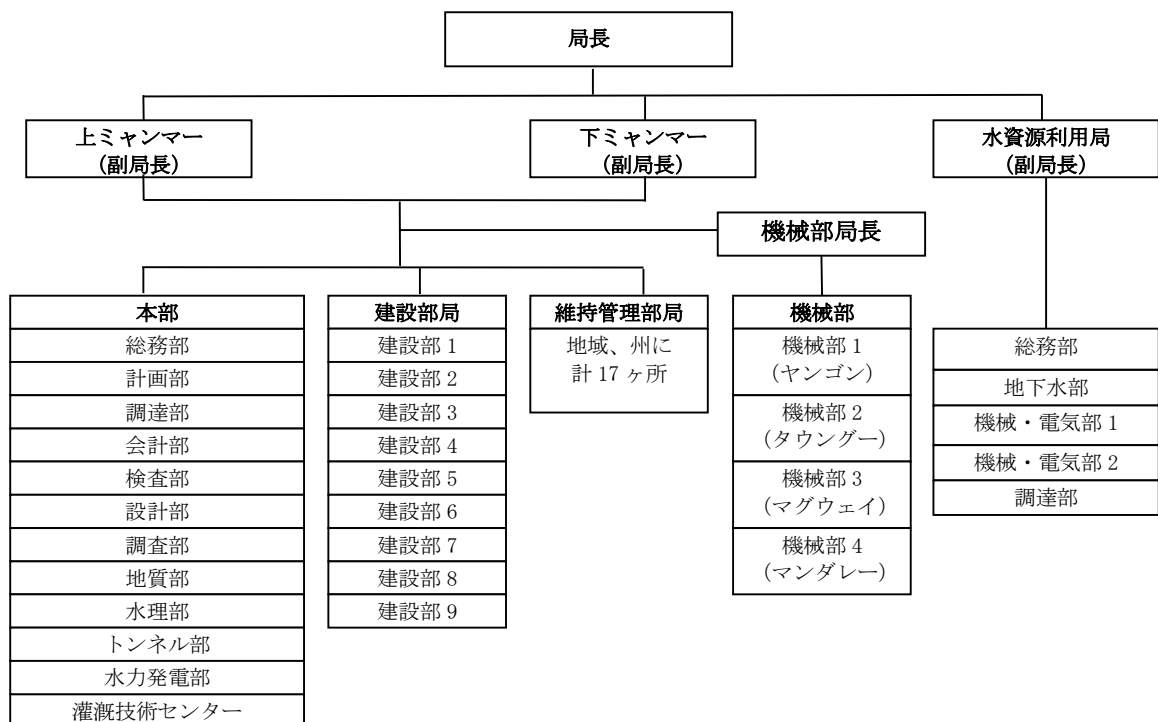 局長
上ミャンマー
(副局長)
下ミャンマー
(副局長)
水資源利用局
(副局長)
機械部局長
本部
総務部
計画部
調達部
会計部
検査部
設計部
調査部
地質部
水理部
トンネル部
水力発電部
灌漑技術センター
建設部局
建設部 1
建設部 2
建設部 3
建設部 4
建設部 5
建設部 6
建設部 7
建設部 8
建設部 9
維持管理部局
地域、州に
計 17 ヶ所
機械部
機械部 1
(ヤンゴン)
機械部 2
(タウングー)
機械部 3
(マグウェイ)
機械部 4
(マンダレー)
総務部
地下水部
機械・電気部 1
機械・電気部 2
調達部